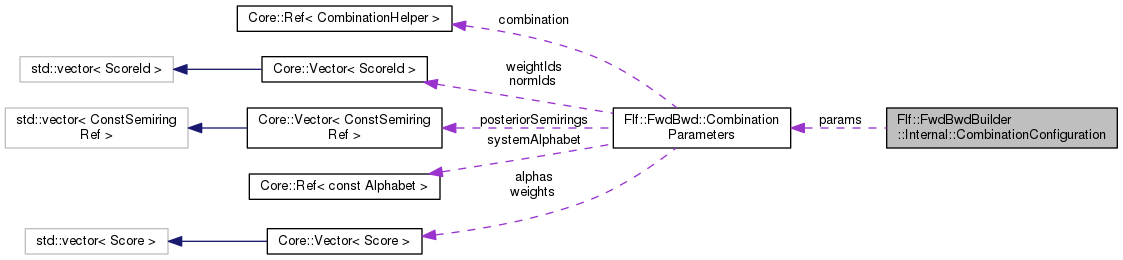 Core::Ref< CombinationHelper >
combination
std::vector< ScoreId >
Core::Vector< ScoreId >
weightIds
normIds
std::vector< ConstSemiring
Ref >
Core::Vector< ConstSemiring
Ref >
posteriorSemirings
systemAlphabet
Flf::FwdBwd::Combination
Parameters
params
Flf::FwdBwdBuilder
::Internal::CombinationConfiguration
Core::Ref< const Alphabet >
alphas
weights
std::vector< Score >
Core::Vector< Score >